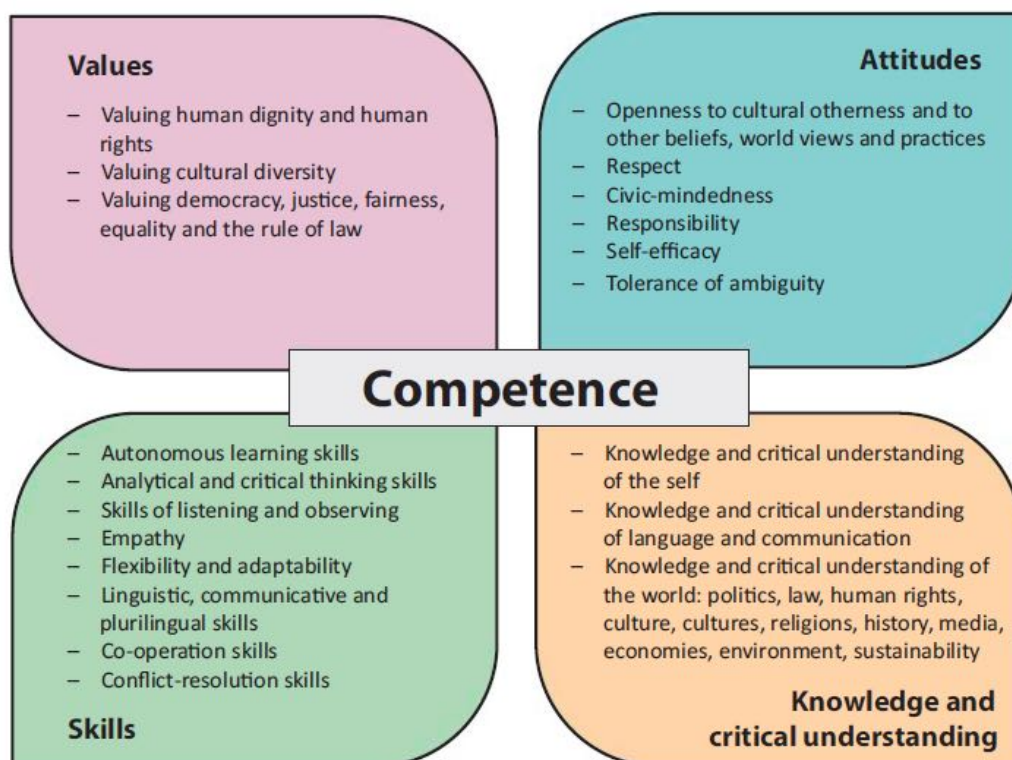 Values
– Valuing human dignity and human
rights
– Valuing cultural diversity
– Valuing democracy, justice, fairness,
equality and the rule of law
Attitudes
– Openness to cultural otherness and to
other beliefs, world views and practices
– Respect
– Civic-mindedness
– Responsibility
– Self-efficacy
– Tolerance of ambiguity
Competence
– Autonomous learning skills
– Analytical and critical thinking skills
– Skills of listening and observing
– Empathy
– Flexibility and adaptability
– Linguistic, communicative and
plurilingual skills
– Co-operation skills
– Conflict-resolution skills
Skills
– Knowledge and critical understanding
of the self
– Knowledge and critical understanding
of language and communication
– Knowledge and critical understanding of
the world: politics, law, human rights,
culture, cultures, religions, history, media,
economies, environment, sustainability
Knowledge and
critical understanding